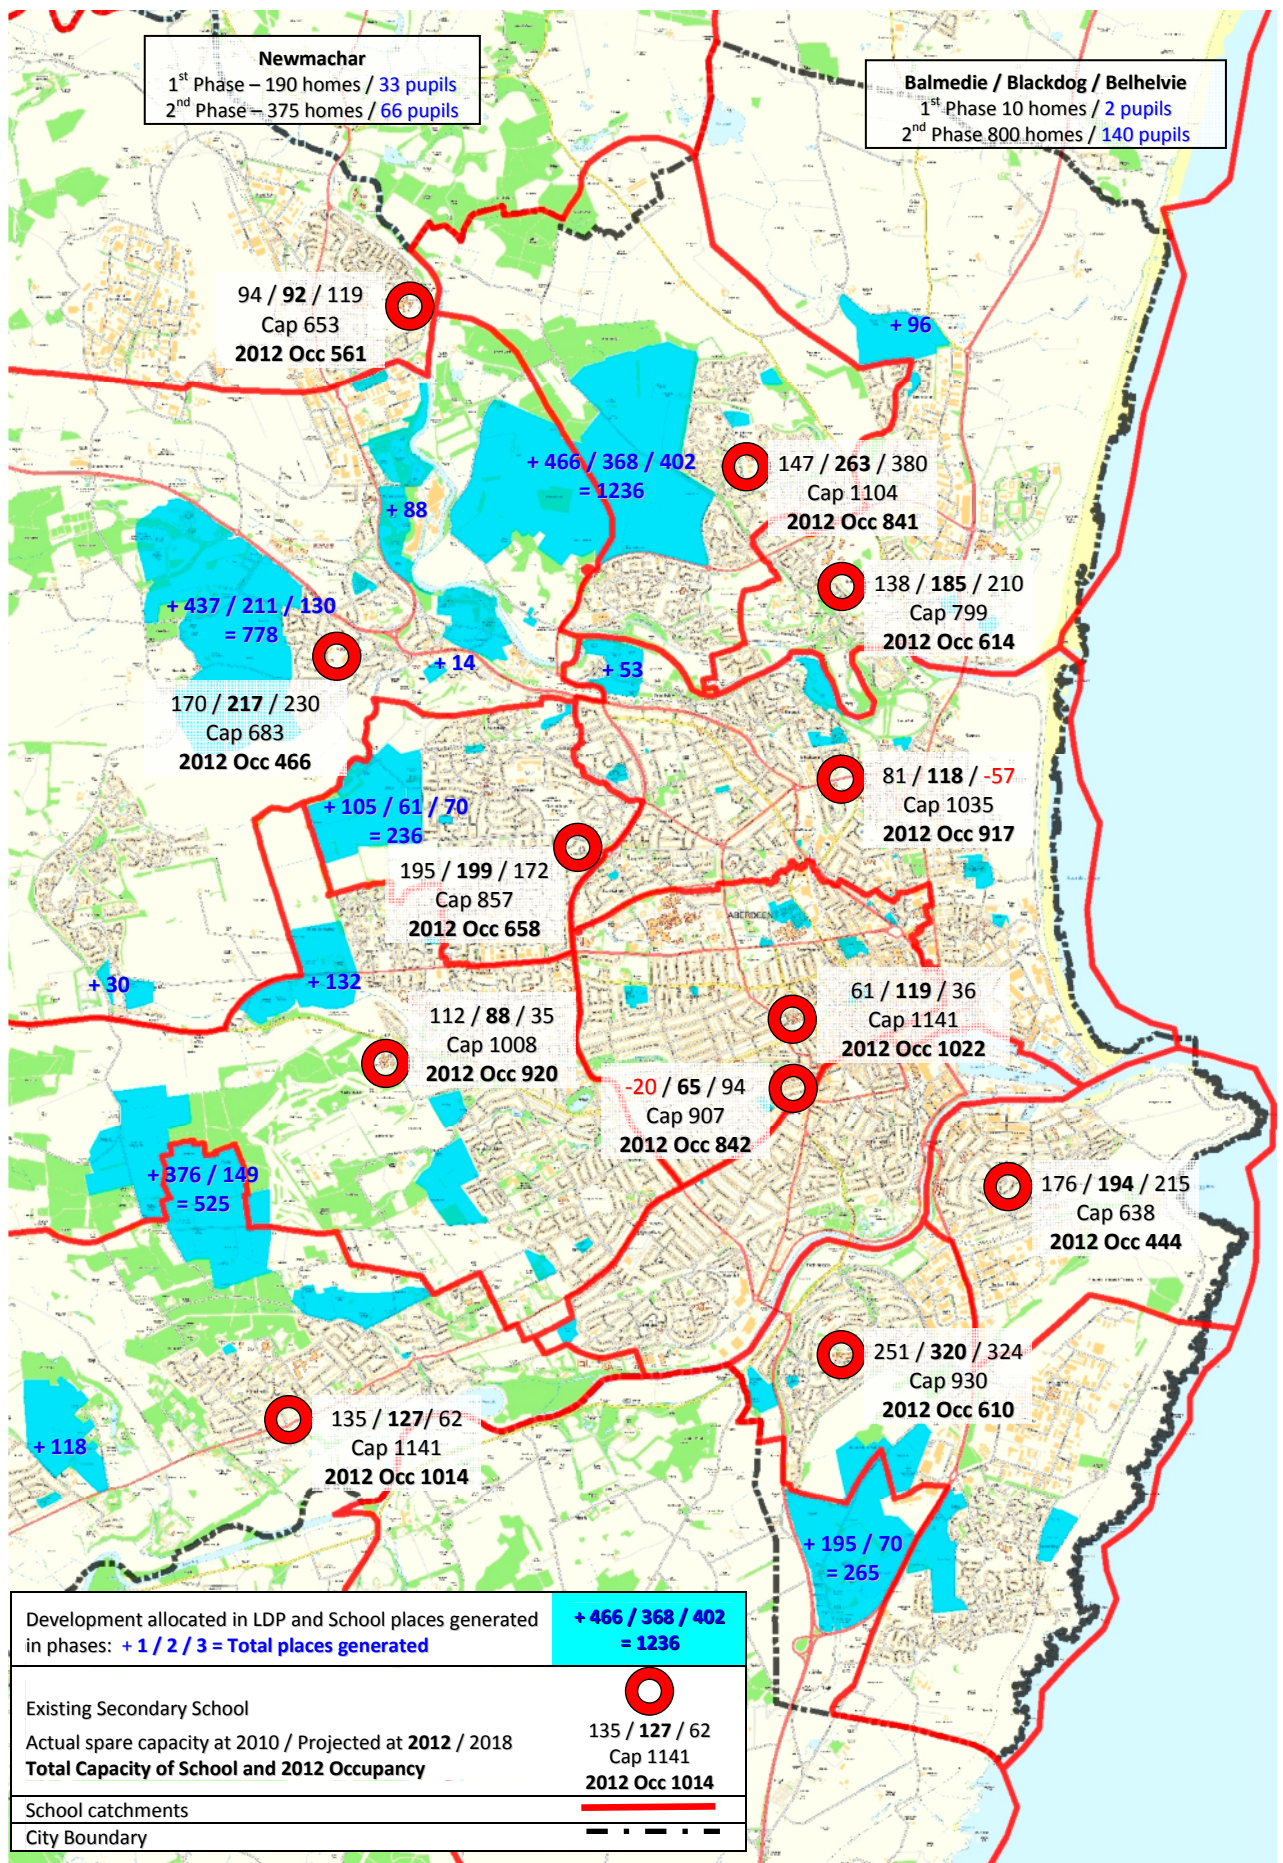 Newmachar
1st Phase – 190 homes / 33 pupils
2nd Phase – 375 homes / 66 pupils
Balmedie / Blackdog / Belhelvie
1st Phase 10 homes / 2 pupils
2nd Phase 800 homes / 140 pupils
94 / 92 / 119
Cap 653
2012 Occ 561
+ 96
+ 466 / 368 / 402
= 1236
147 / 263 / 380
Cap 1104
2012 Occ 841
+ 88
138 / 185 / 210
Cap 799
2012 Occ 614
+ 437 / 211 / 130
= 778
+ 14
+ 53
170 / 217 / 230
Cap 683
2012 Occ 466
81 / 118 / -57
Cap 1035
2012 Occ 917
+ 105 / 61 / 70
= 236
195 / 199 / 172
Cap 857
2012 Occ 658
ABERDEEN
+ 30
+ 132
61 / 119 / 36
Cap 1141
2012 Occ 1022
112 / 88 / 35
Cap 1008
2012 Occ 920
-20 / 65 / 94
Cap 907
2012 Occ 842
+ 376 / 149
= 525
176 / 194 / 215
Cap 638
2012 Occ 444
251 / 320 / 324
Cap 930
2012 Occ 610
135 / 127/ 62
Cap 1141
2012 Occ 1014
+ 118
+ 195 / 70
= 265
Development allocated in LDP and School places generated
in phases: + 1 / 2 / 3 = Total places generated
+ 466 / 368 / 402
= 1236
Existing Secondary School
Actual spare capacity at 2010 / Projected at 2012 / 2018
Total Capacity of School and 2012 Occupancy
135 / 127 / 62
Cap 1141
2012 Occ 1014
School catchments
City Boundary